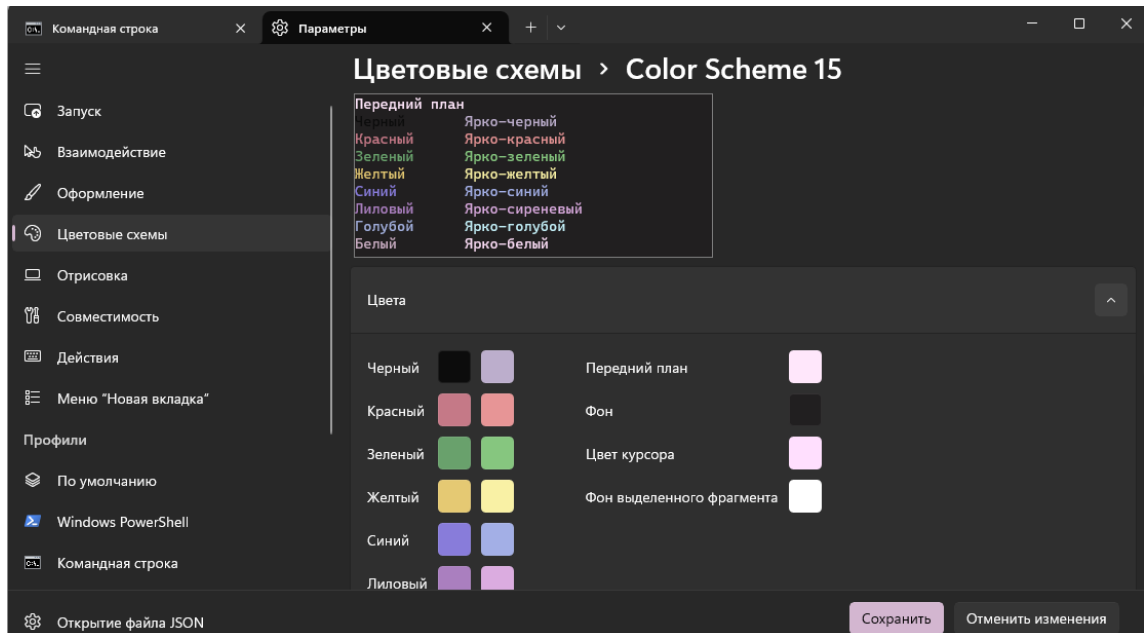 Командная строка
Параметры
Цветовые схемы > Color Scheme 15
Запуск
Взаимодействие
Оформление
Цветовые схемы
Отрисовка
Совместимость
Действия
Меню "Новая вкладка"
Профили
По умолчанию
Windows PowerShell
Командная строка
Открытие файла JSON
Передний план
Черный Ярко-черный
Красный Ярко-красный
Зеленый Ярко-зеленый
Желтый Ярко-желтый
Синий Ярко-синий
Лиловый Ярко-сиреневый
Голубой Ярко-голубой
Белый Ярко-белый
Цвета
Черный
Красный
Зеленый
Желтый
Синий
Лиловый
Передний план
Фон
Цвет курсора
Фон выделенного фрагмента
Сохранить
Отменить изменения